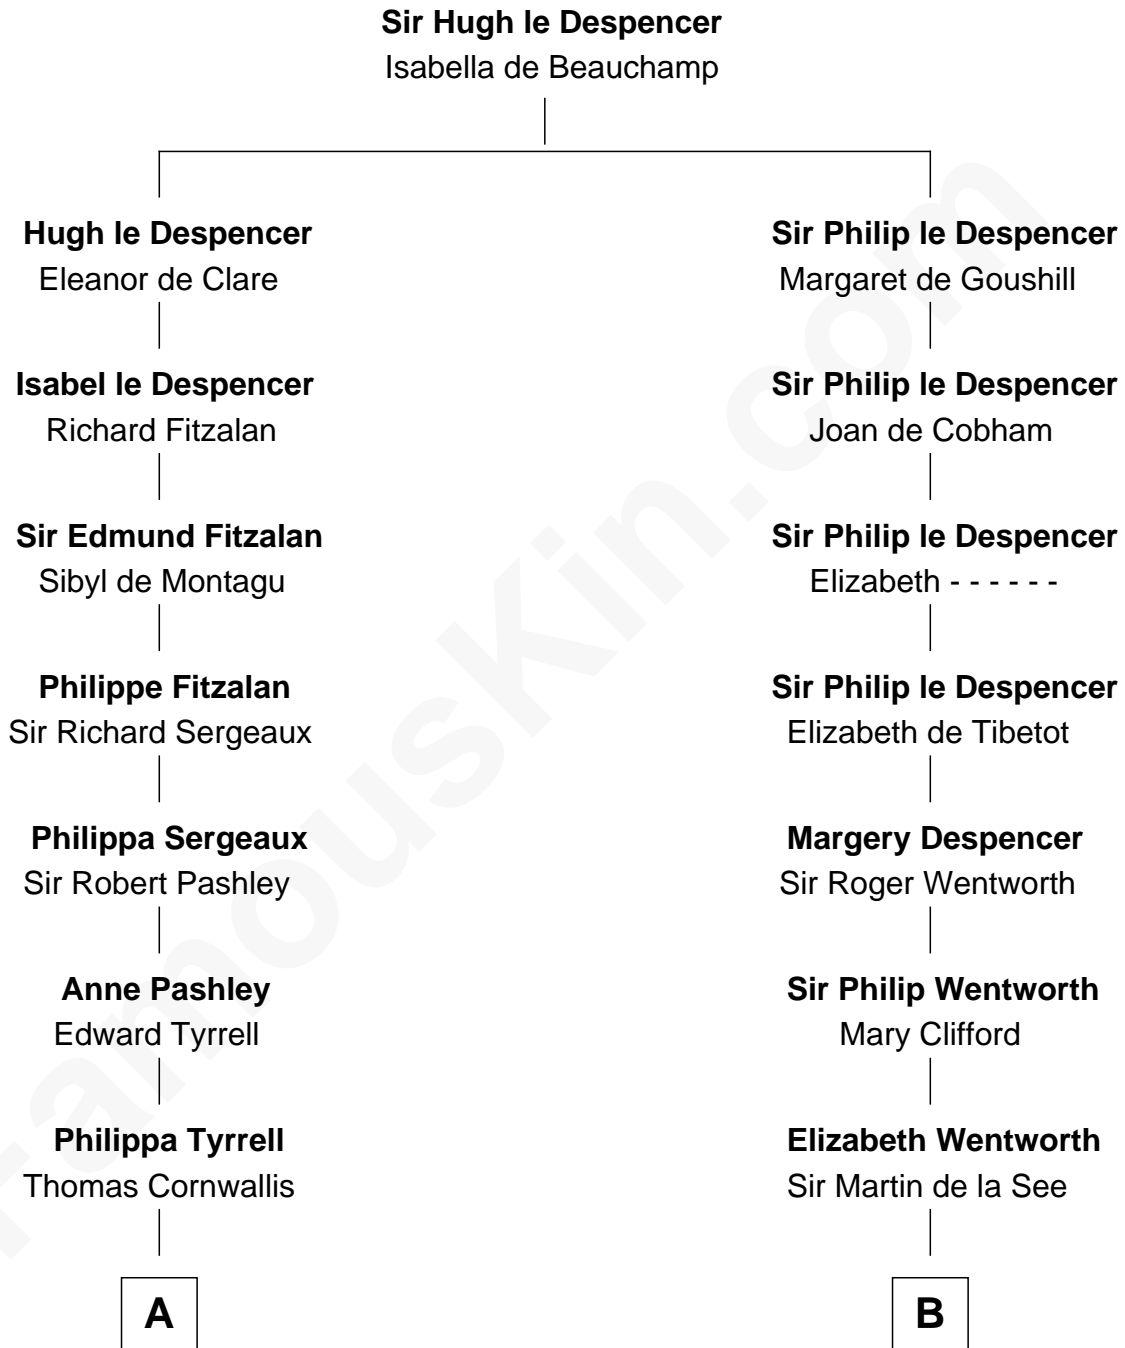 Sir Hugh le Despencer
Isabella de Beauchamp
Hugh le Despencer
Eleanor de Clare
Sir Philip le Despencer
Margaret de Goushill
Isabel le Despencer
Richard Fitzalan
Sir Philip le Despencer
Joan de Cobham
Sir Edmund Fitzalan
Sibyl de Montagu
Sir Philip le Despencer
Elizabeth - - - - - -
Philippe Fitzalan
Sir Richard Sergeaux
Sir Philip le Despencer
Elizabeth de Tibetot
Philippa Sergeaux
Sir Robert Pashley
Margery Despencer
Sir Roger Wentworth
Anne Pashley
Edward Tyrrell
Sir Philip Wentworth
Mary Clifford
Philippa Tyrrell
Thomas Cornwallis
Elizabeth Wentworth
Sir Martin de la See
A
B
FamousKin.com